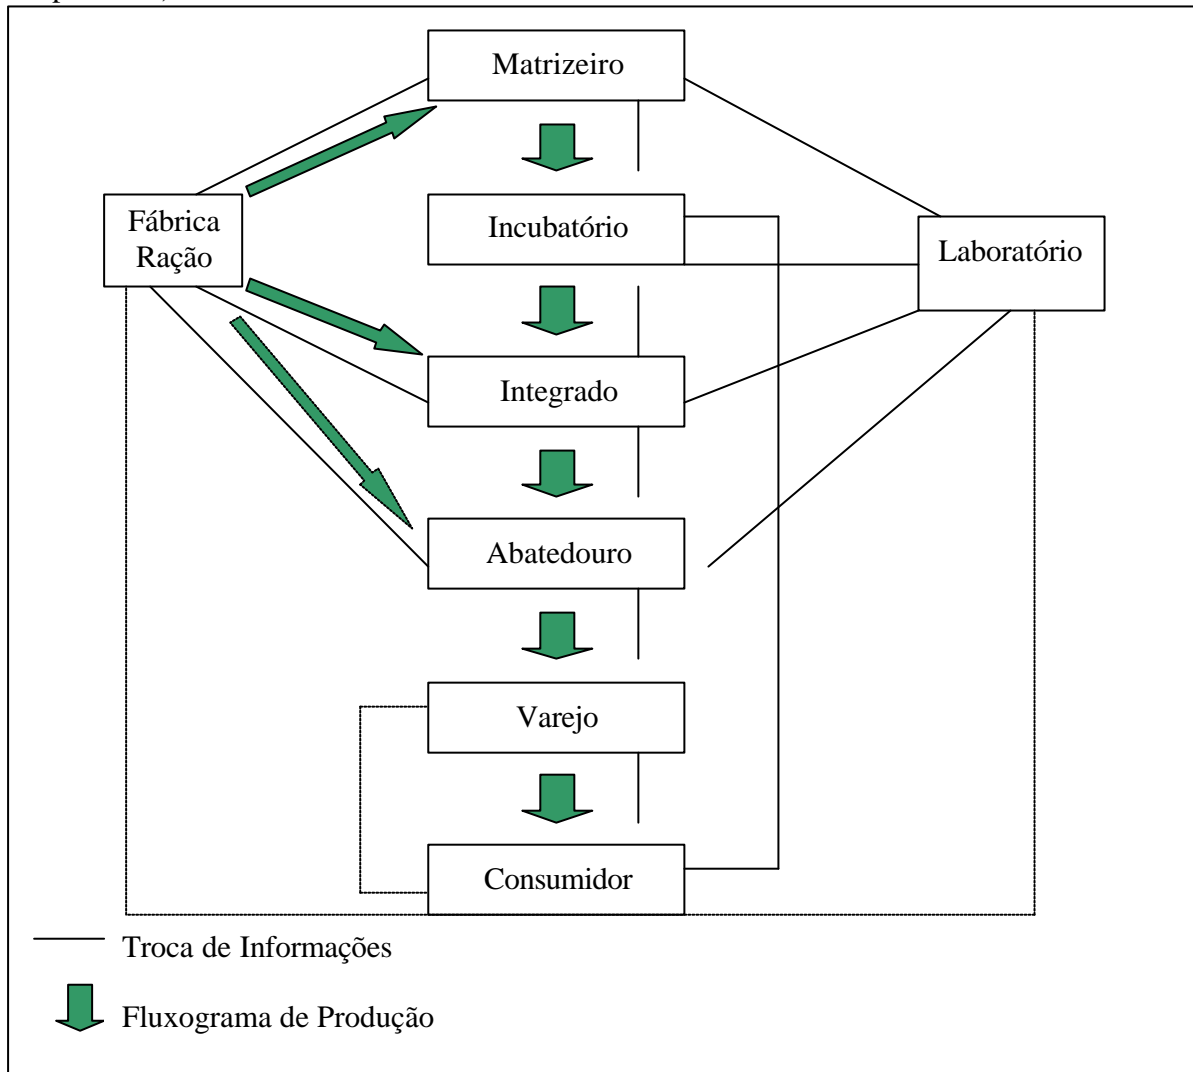 Matrizeiro
Fábrica
Ração
Incubatório
Laboratório
Integrado
Abatedouro
Varejo
Consumidor
Troca de Informações
Fluxograma de Produção